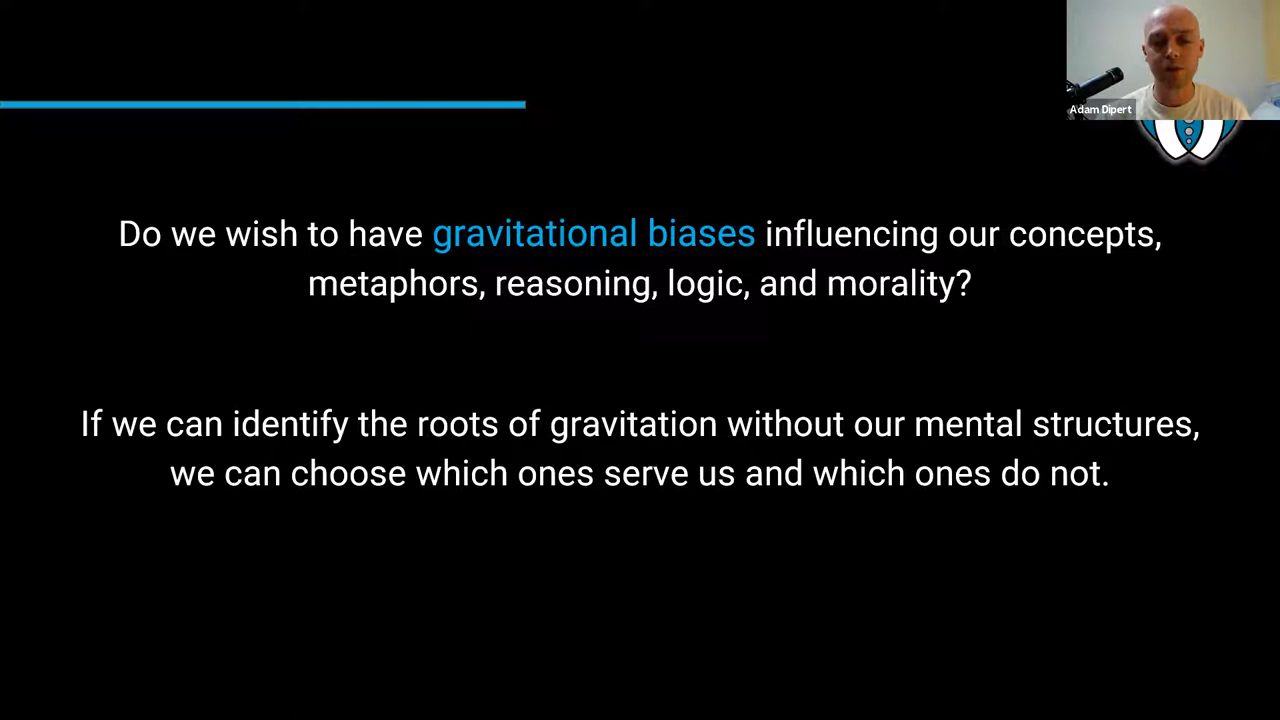 Adam Dipert
Do we wish to have gravitational biases influencing our concepts,
metaphors, reasoning, logic, and morality?
If we can identify the roots of gravitation without our mental structures,
we can choose which ones serve us and which ones do not.